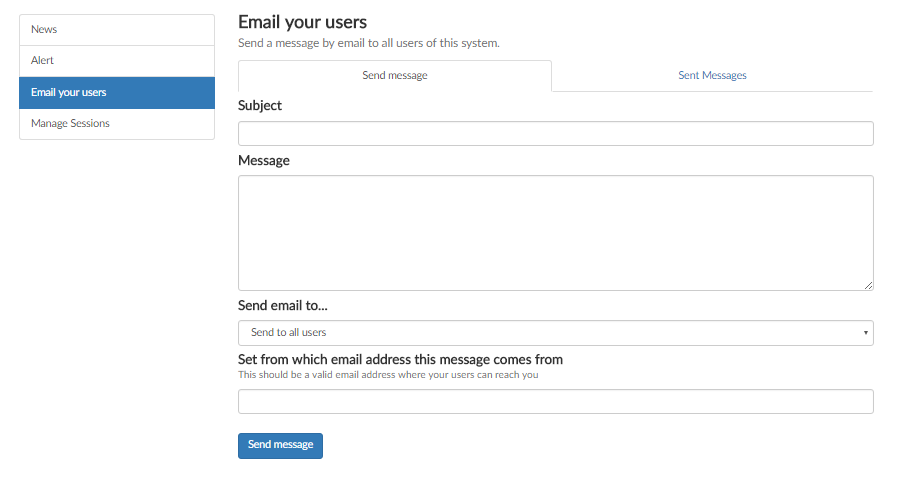 News
Alert
Email your users
Manage Sessions
Email your users
Send a message by email to all users of this system.
Send message
Sent Messages
Subject
Message
Send email to...
Send to all users
Set from which email address this message comes from
This should be a valid email address where your users can reach you
Send message